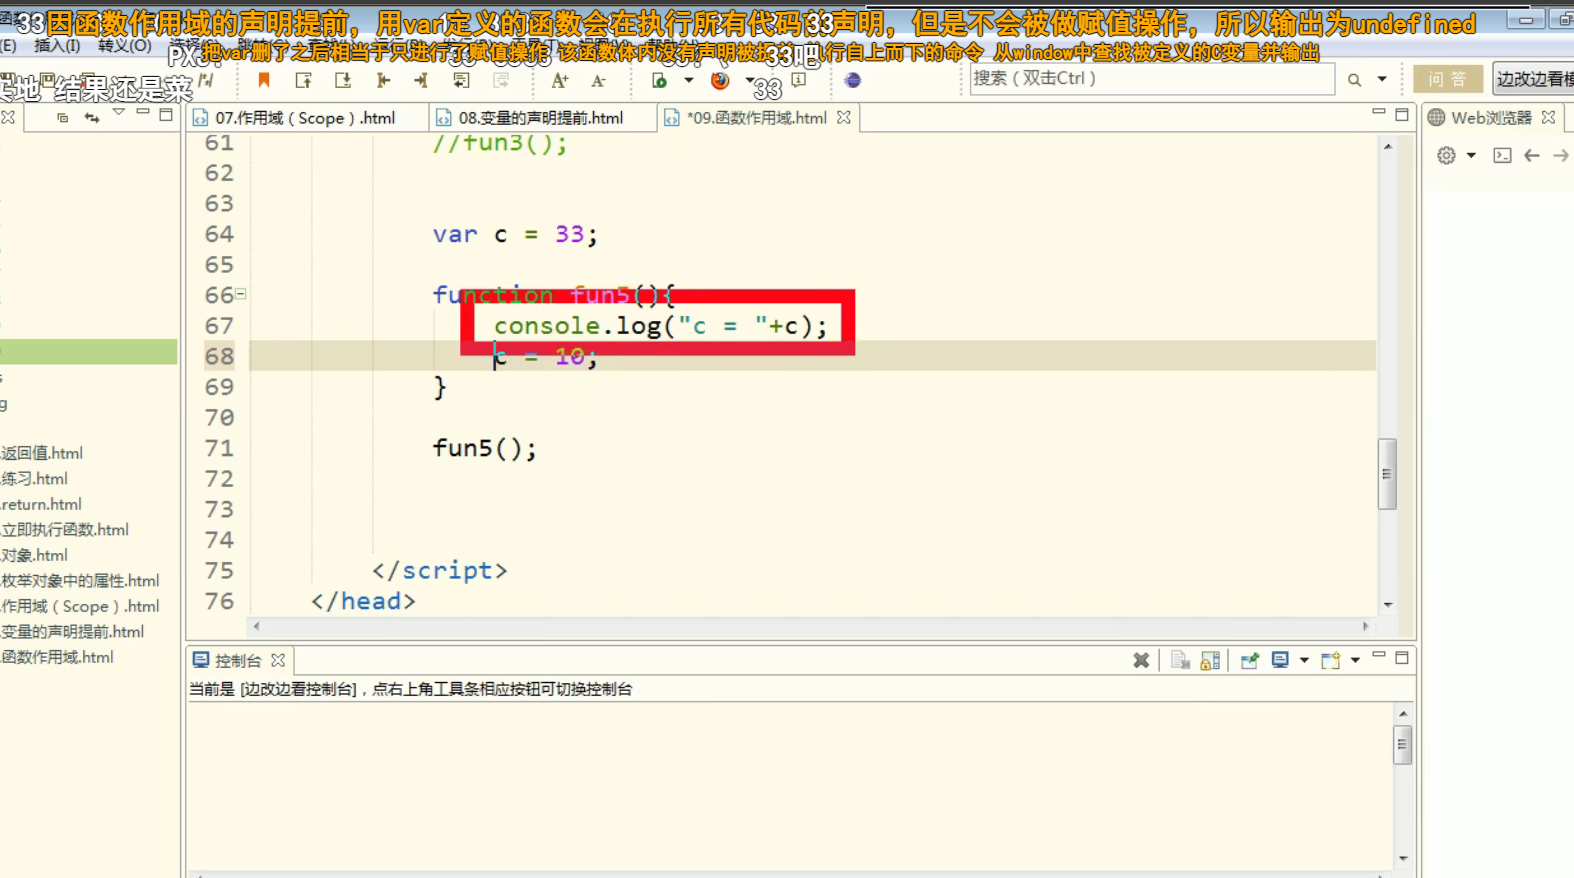 33因函数作用域的声明提前，用var定义的函数会在执行所有代码前声明，但是不会被做赋值操作，所以输出为undefined
(E) 插入(I) 转义(O)
把var删了之后相当于只进行了赋值操作 该函数体内没有声明被提前 执行自上而下的命令 从window中查找被定义的C变量并输出
33吧
卖地 结果还是菜
33
搜索（双击Ctrl）
问 答
边改边看模
07.作用域（Scope）.html
08.变量的声明提前.html
*09.函数作用域.html
Web浏览器
61 //fun3();
62
63
64 var c = 33;
65
66 function fun5(){
67 console.log("c = "+c);
68 c = 10;
69 }
70
71 fun5();
72
73
74
75 </script>
76 </head>
g
.返回值.html
.练习.html
.return.html
.立即执行函数.html
.对象.html
.枚举对象中的属性.html
.作用域（Scope）.html
.变量的声明提前.html
.函数作用域.html
控制台
当前是 [边改边看控制台]，点右上角工具条相应按钮可切换控制台